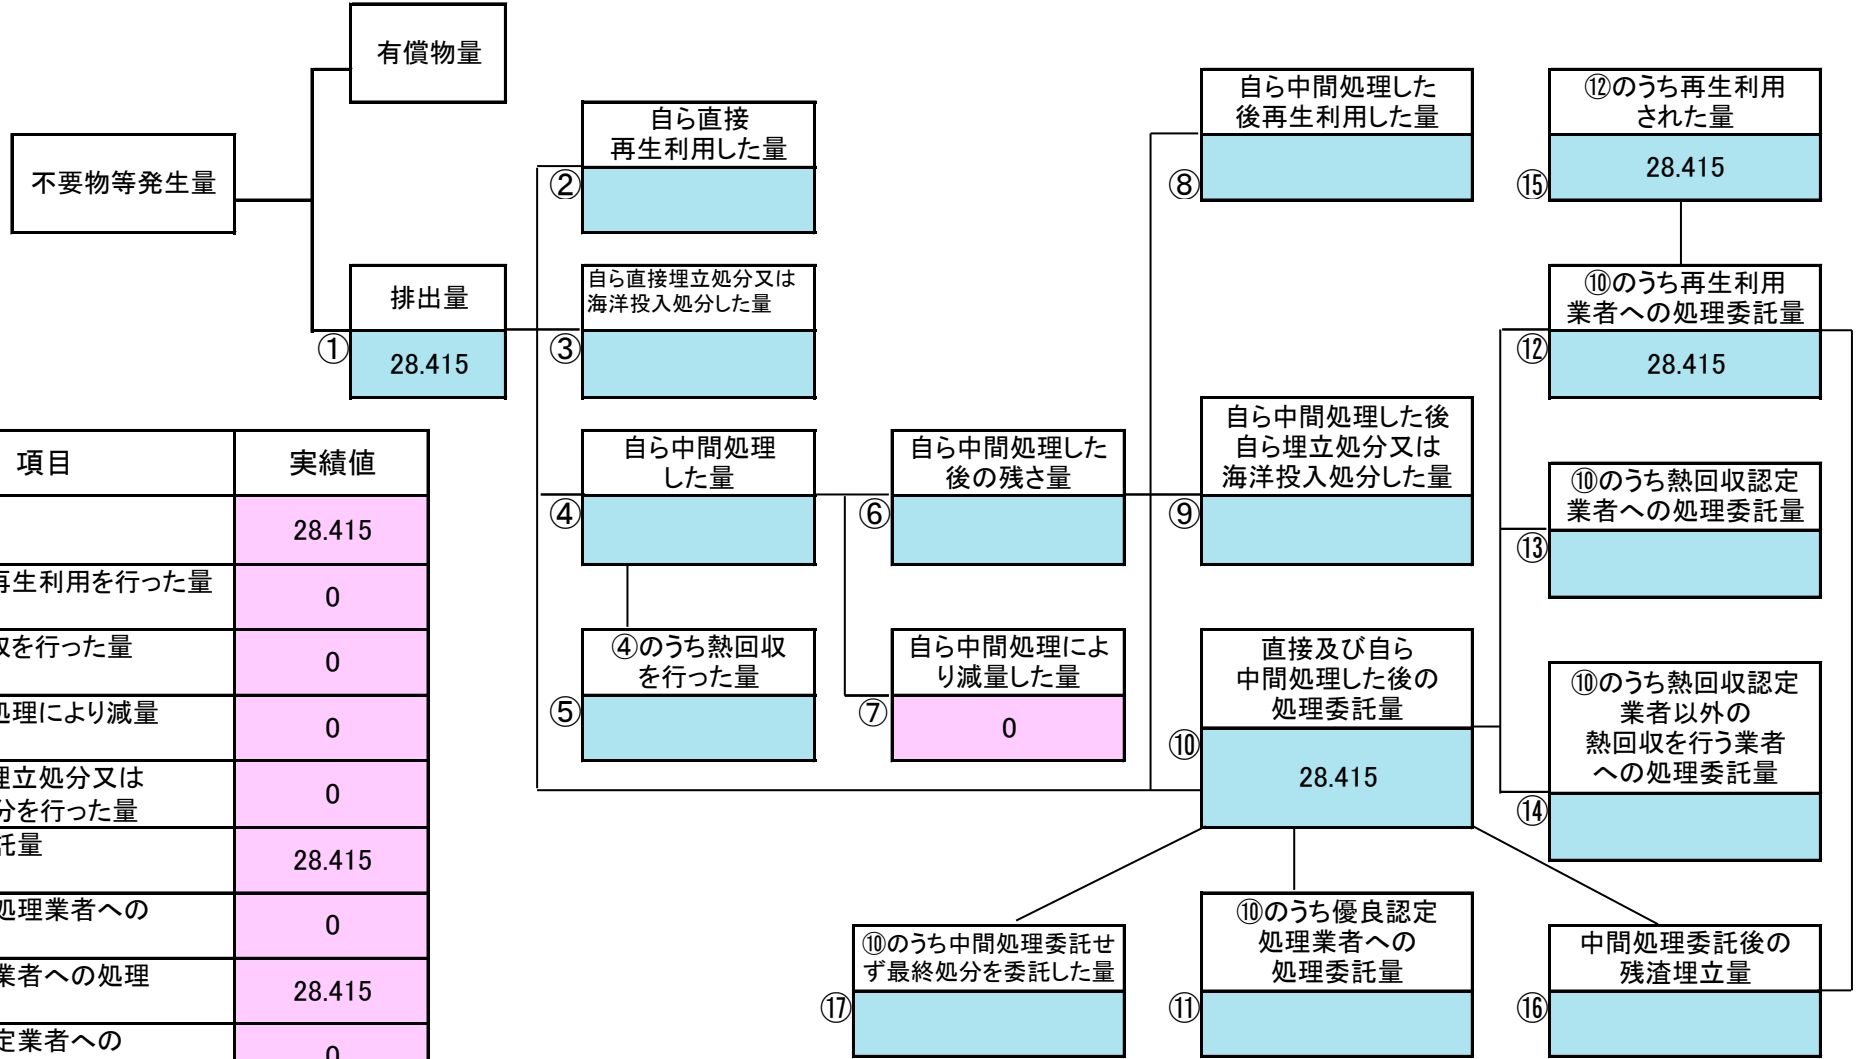 有償物量
不要物等発生量
排出量
①
28.415
自ら直接
再生利用した量
②
自ら直接埋立処分又は
海洋投入処分した量
③
自ら中間処理
した量
④
④のうち熱回収
を行った量
⑤
自ら中間処理した
後の残さ量
⑥
自ら中間処理によ
り減量した量
⑦
0
自ら中間処理した
後再生利用した量
⑧
自ら中間処理した後
自ら埋立処分又は
海洋投入処分した量
⑨
直接及び自ら
中間処理した後の
処理委託量
⑩
28.415
⑫のうち再生利用
された量
⑮
28.415
⑩のうち再生利用
業者への処理委託量
⑫
28.415
⑩のうち熱回収認定
業者への処理委託量
⑬
⑩のうち熱回収認定
業者以外の
熱回収を行う業者
への処理委託量
⑭
⑩のうち中間処理委託せ
ず最終処分を委託した量
⑰
⑩のうち優良認定
処理業者への
処理委託量
⑪
中間処理委託後の
残渣埋立量
⑯
項目 実績値
28.415
再生利用を行った量 0
を行った量 0
処理により減量 0
埋立処分又は
を行った量 0
託量 28.415
処理業者への 0
業者への処理 28.415
定業者への 0